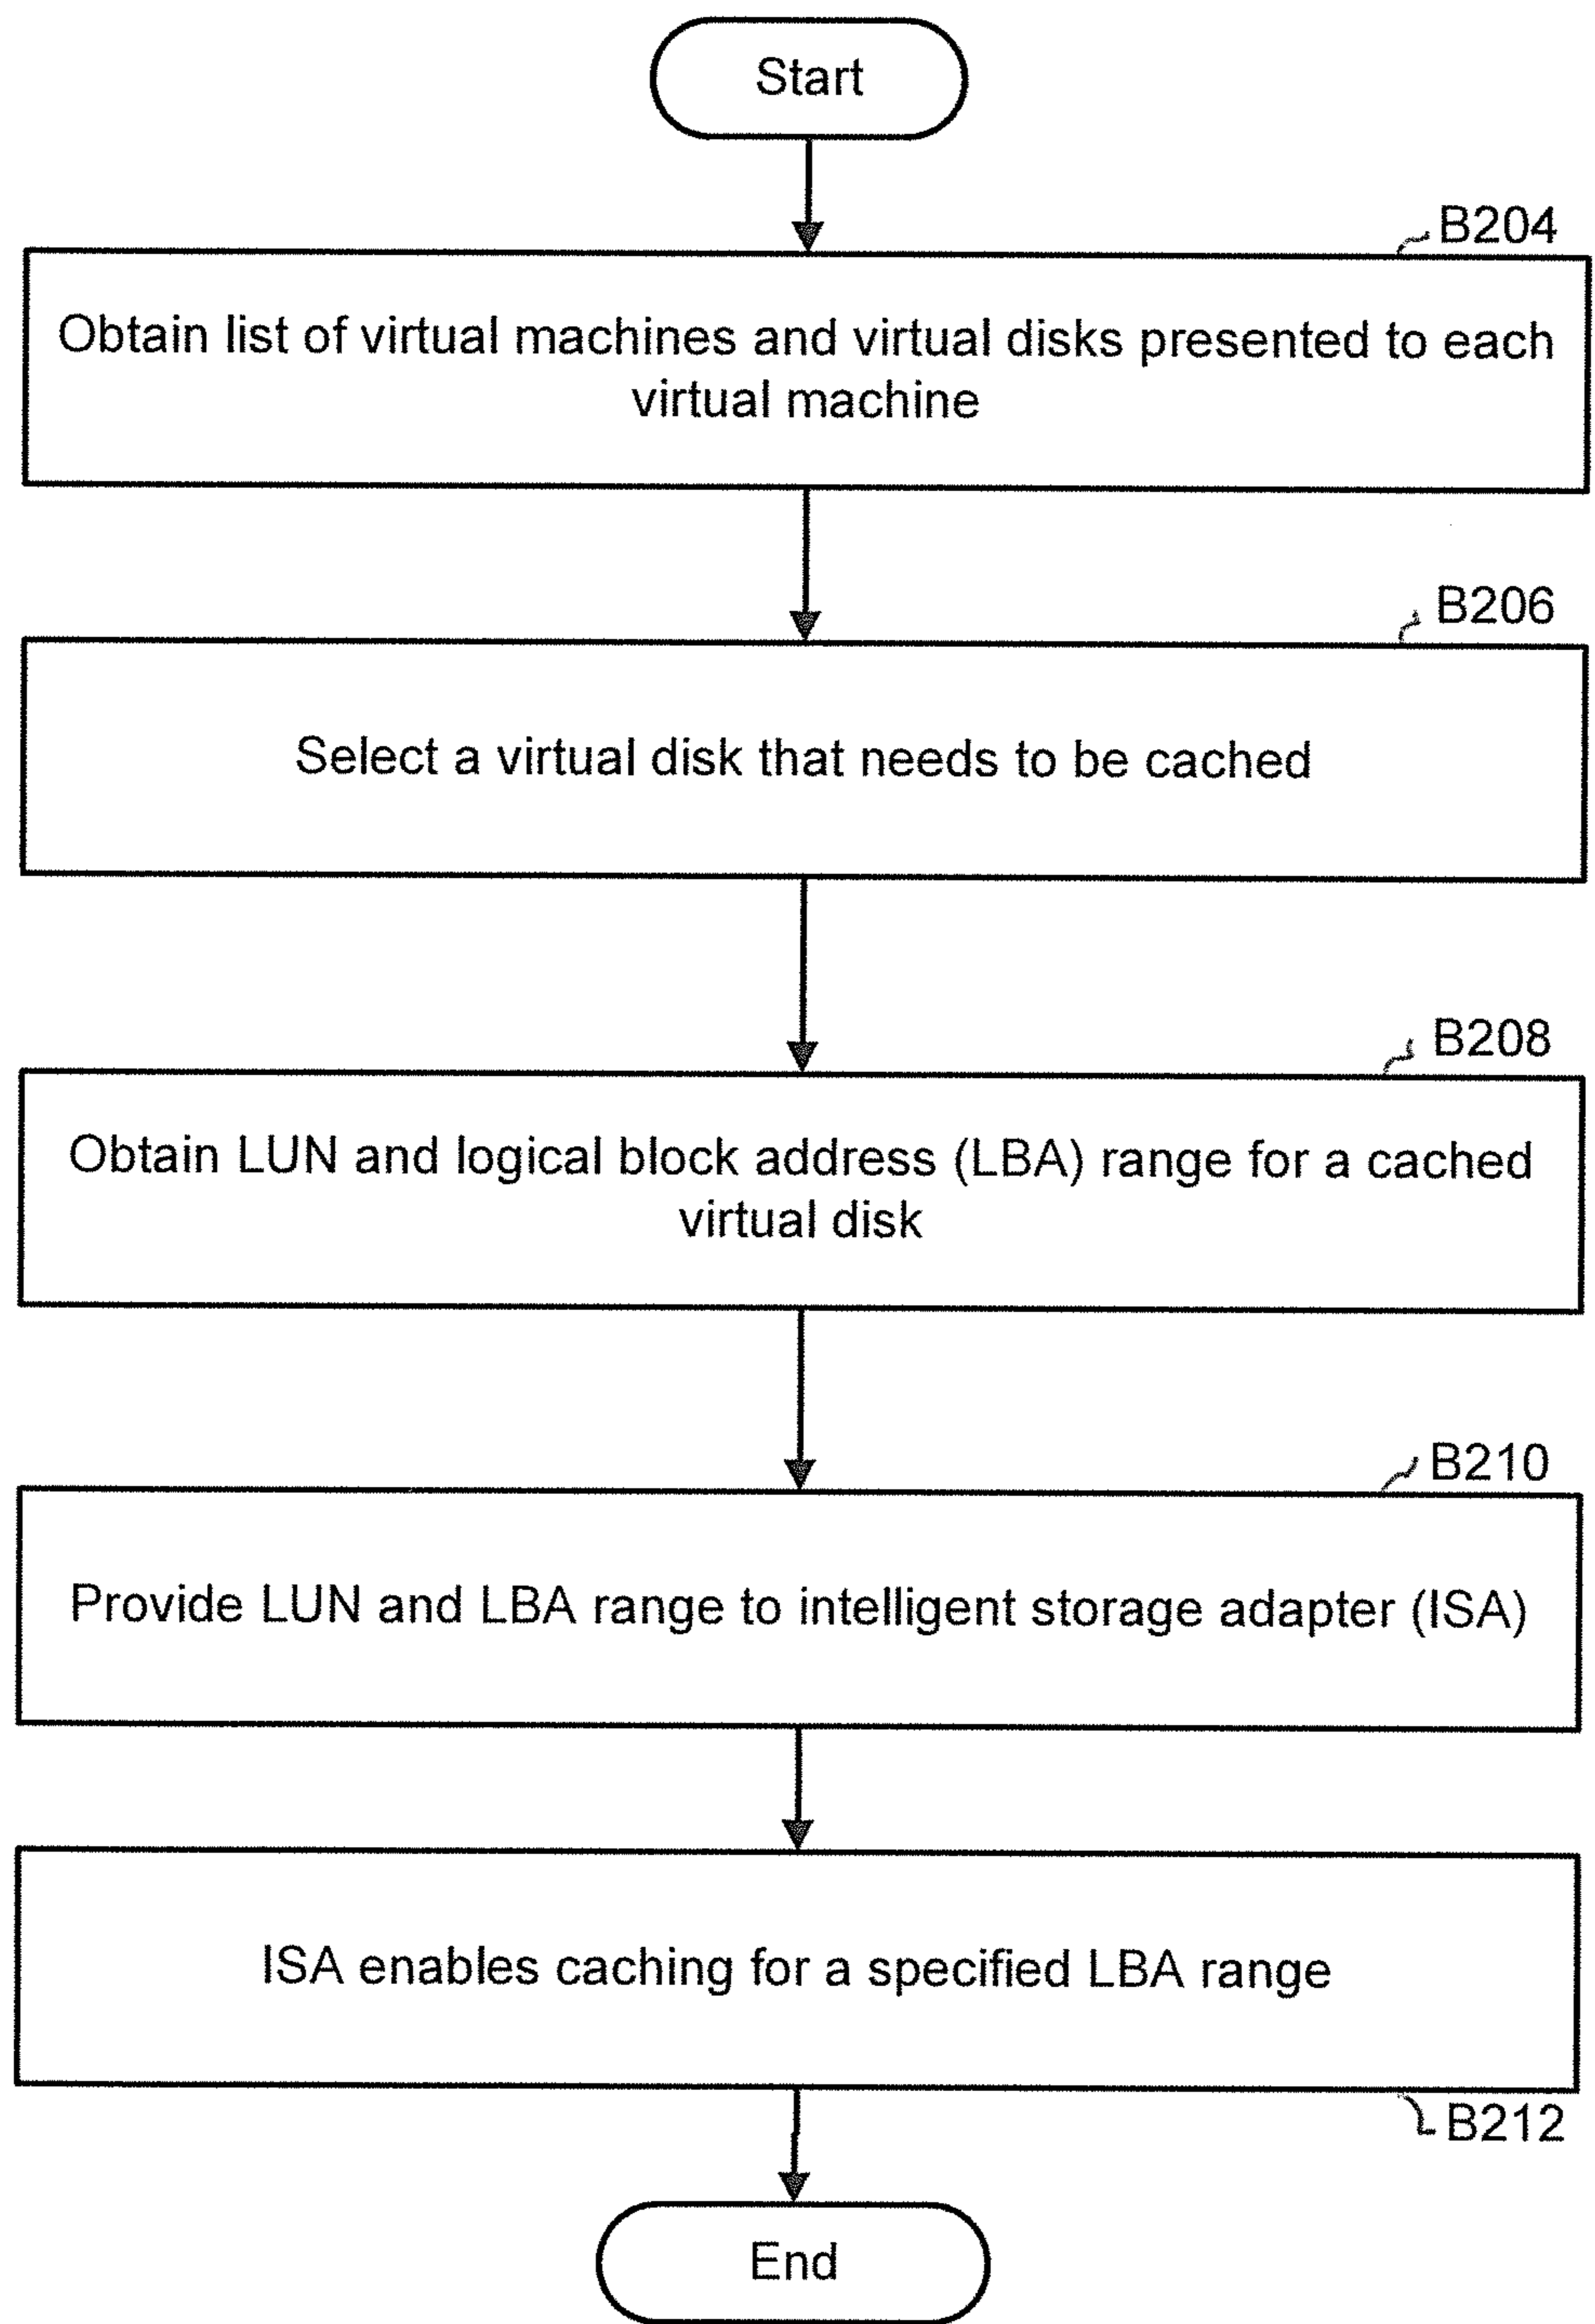 Start
B204
Obtain list of virtual machines and virtual disks presented to each
virtual machine
B206
Select a virtual disk that needs to be cached
B208
Obtain LUN and logical block address (LBA) range for a cached
virtual disk
B210
Provide LUN and LBA range to intelligent storage adapter (ISA)
ISA enables caching for a specified LBA range
B212
End